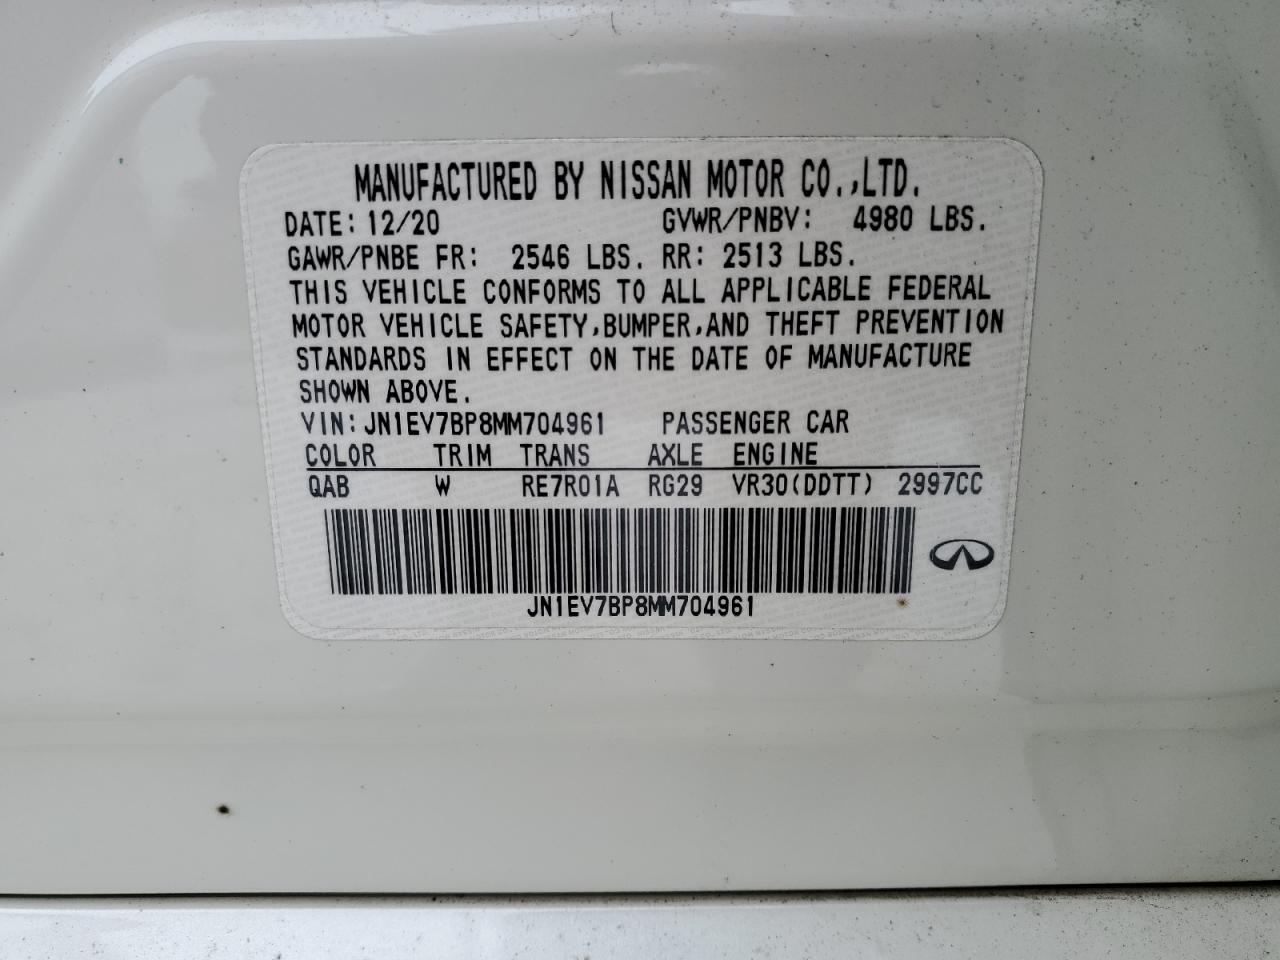 MANUFACTURED BY NISSAN MOTOR CO.,LTD.
DATE: 12/20 GVWR/PNBV: 4980 LBS.
GAWR/PNBE FR: 2546 LBS. RR: 2513 LBS.
THIS VEHICLE CONFORMS TO ALL APPLICABLE FEDERAL
MOTOR VEHICLE SAFETY,BUMPER,AND THEFT PREVENTION
STANDARDS IN EFFECT ON THE DATE OF MANUFACTURE
SHOWN ABOVE.
VIN: JN1EV7BP8MM704961 PASSENGER CAR
COLOR TRIM TRANS AXLE ENGINE
QAB W RE7R01A RG29 VR30(DDTT) 2997CC
JN1EV7BP8MM704961